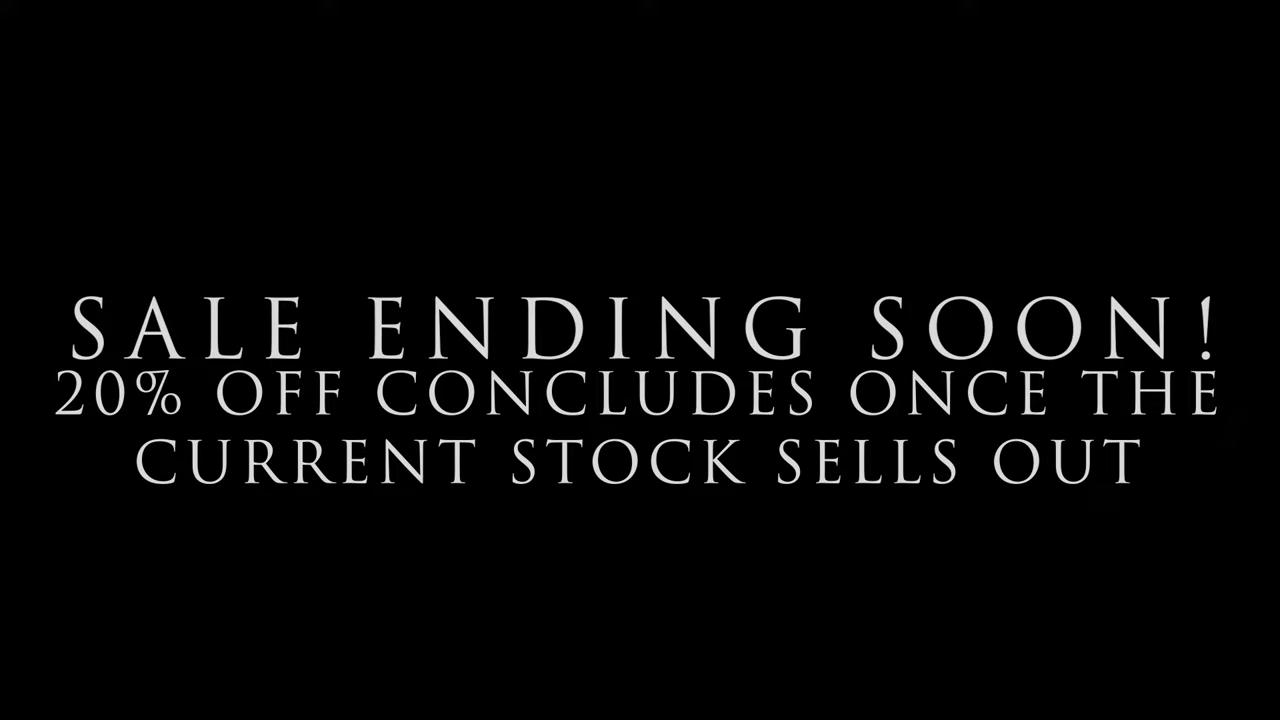 SALE ENDING SOON!
20% OFF CONCLUDES ONCE THE
CURRENT STOCK SELLS OUT